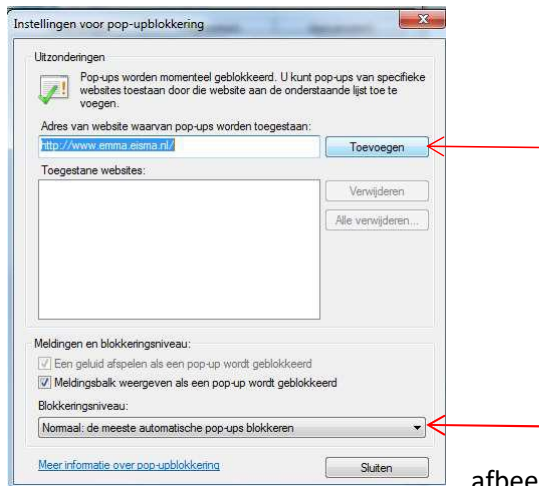 Instellingen voor pop-upblokkering
Uitzonderingen
Pop-ups worden momenteel geblokkeerd. U kunt pop-ups van specifieke
websites toestaan door die website aan de onderstaande lijst toe te
voegen.
Adres van website waarvan pop-ups worden toegestaan:
http://www.emma.eisma.nl/
Toevoegen
Toegestane websites:
Verwijderen
Alle verwijderen...
Meldingen en blokkeringsniveau:
Een geluid afspelen als een pop-up wordt geblokkeerd
Meldingsbalk weergeven als een pop-up wordt geblokkeerd
Blokkeringsniveau:
Normaal: de meeste automatische pop-ups blokkeren
Meer informatie over pop-upblokkering
Sluiten
afbee